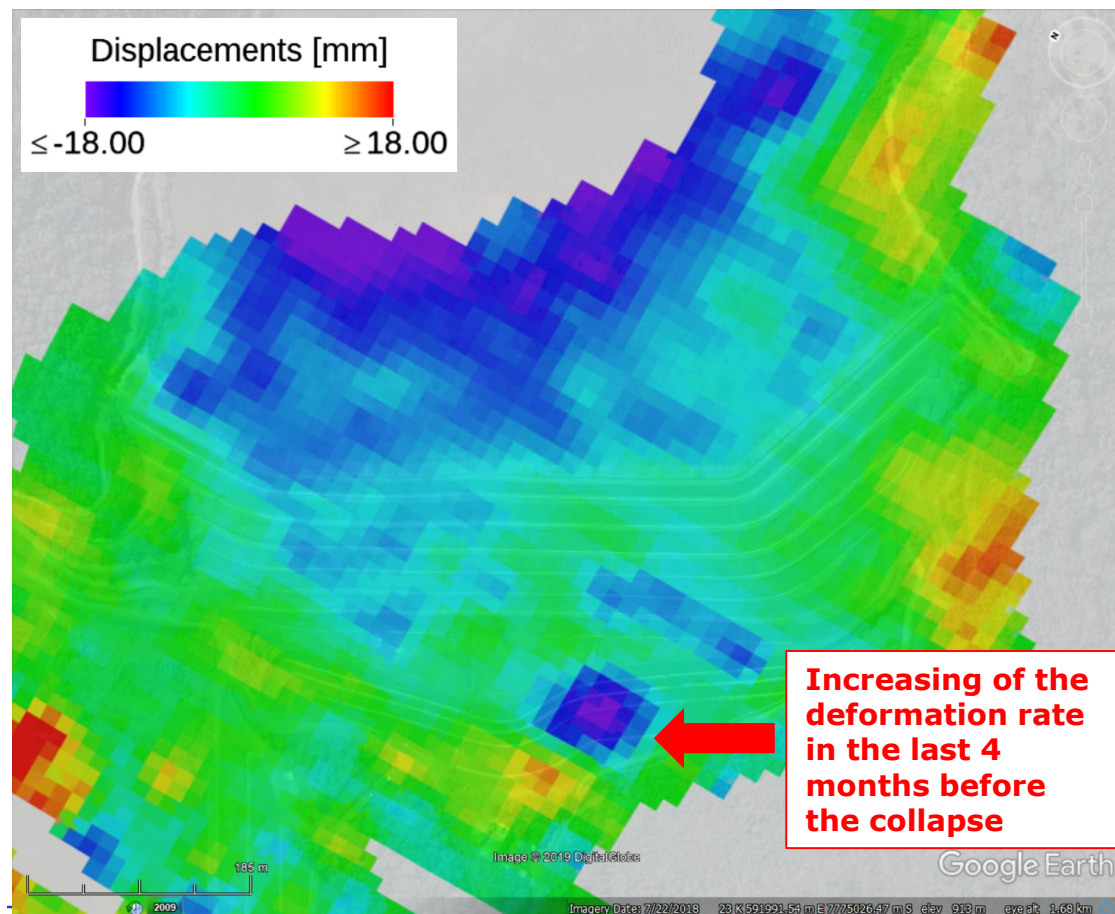 Displacements [mm]
≤ -18.00 ≥ 18.00
N
Increasing of the
deformation rate
in the last 4
months before
the collapse
185 m
Image © 2019 DigitalGlobe
Google Earth
2009
Imagery Date: 7/22/2018 23 K 591991.54 m E 7775026.47 m S elev 913 m eye alt 1.68 km